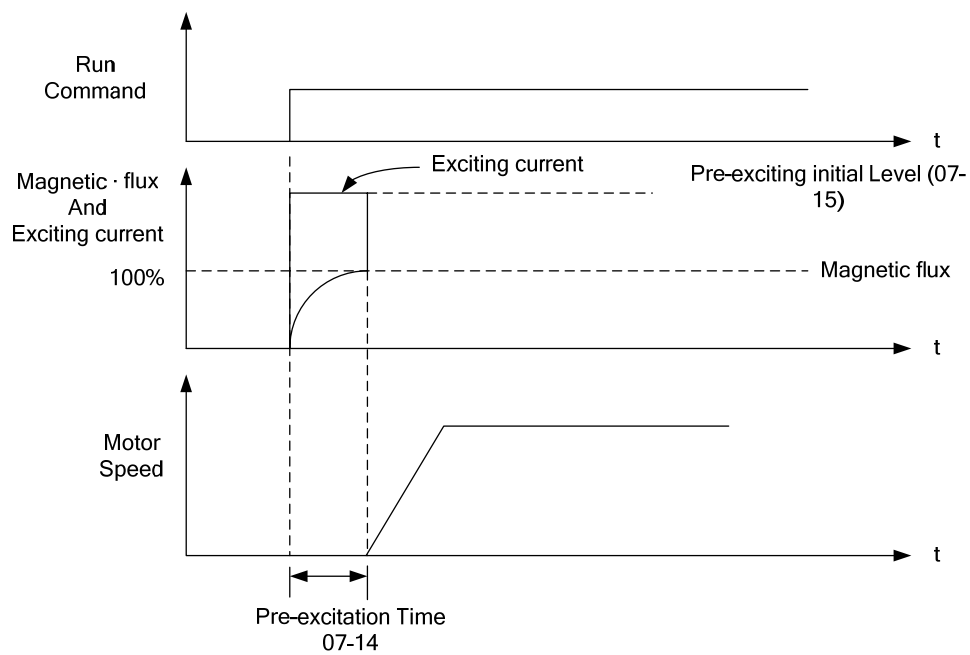 Run
Command
t
Exciting current
Pre-exciting initial Level (07-
15)
Magnetic · flux
And
Exciting current
100%
Magnetic flux
t
Motor
Speed
t
Pre-excitation Time
07-14